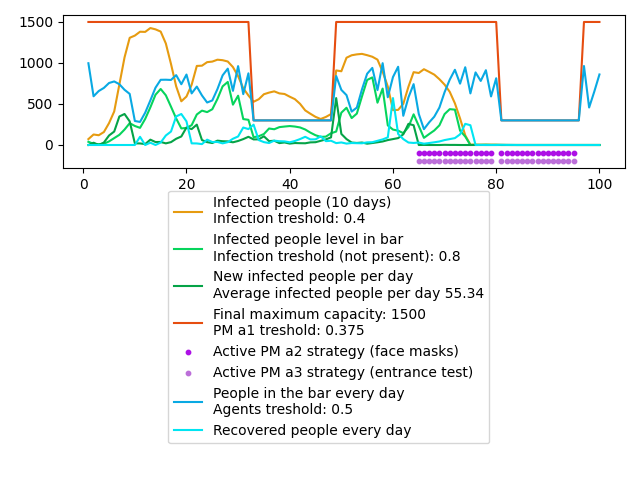 1500
1000
500
0
0
20
40
60
80
100
Infected people (10 days)
Infection treshold: 0.4
Infected people level in bar
Infection treshold (not present): 0.8
New infected people per day
Average infected people per day 55.34
Final maximum capacity: 1500
PM a1 treshold: 0.375
Active PM a2 strategy (face masks)
Active PM a3 strategy (entrance test)
People in the bar every day
Agents treshold: 0.5
Recovered people every day